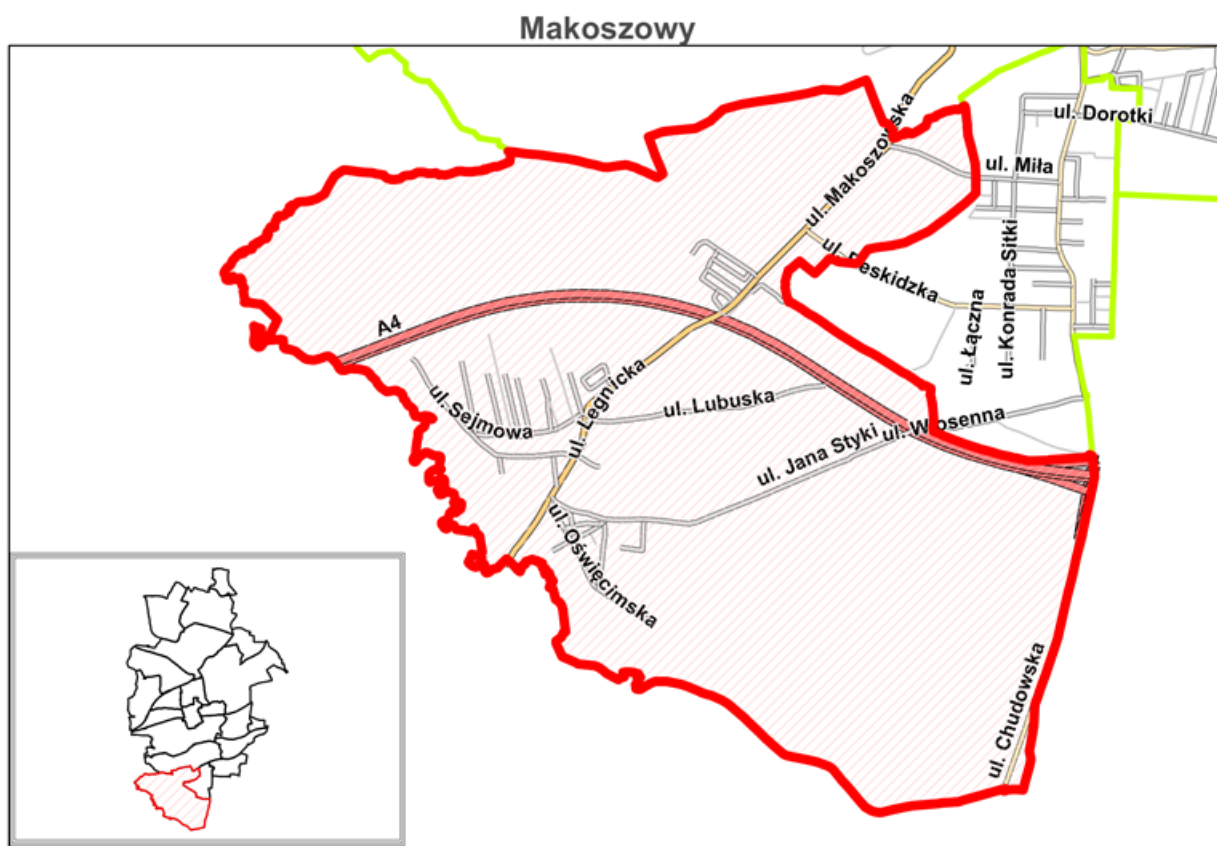 Makoszowy
ul. Makoszowska
ul. Dorotki
ul. Miła
ul. Beskidzka
ul. Konrada Sitki
ul. Łączna
A4
ul. Legnicka
ul. Sejmowa
ul. Lubuska
ul. Wiosenna
ul. Jana Styki
ul. Oświęcimska
ul. Chudowska